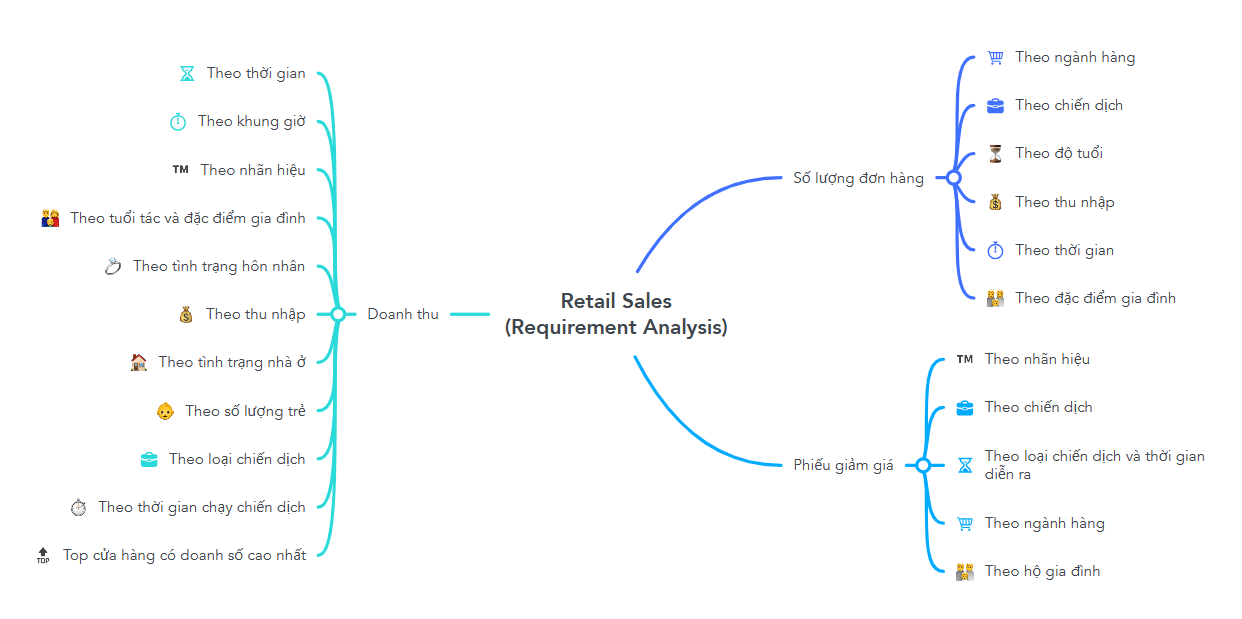 Retail Sales
(Requirement Analysis)
Doanh thu
Theo thời gian
Theo khung giờ
TM Theo nhãn hiệu
Theo tuổi tác và đặc điểm gia đình
Theo tình trạng hôn nhân
Theo thu nhập
Theo tình trạng nhà ở
Theo số lượng trẻ
Theo loại chiến dịch
Theo thời gian chạy chiến dịch
TOP Top cửa hàng có doanh số cao nhất
Số lượng đơn hàng
Theo ngành hàng
Theo chiến dịch
Theo độ tuổi
Theo thu nhập
Theo thời gian
Theo đặc điểm gia đình
Phiếu giảm giá
TM Theo nhãn hiệu
Theo chiến dịch
Theo loại chiến dịch và thời gian
diễn ra
Theo ngành hàng
Theo hộ gia đình